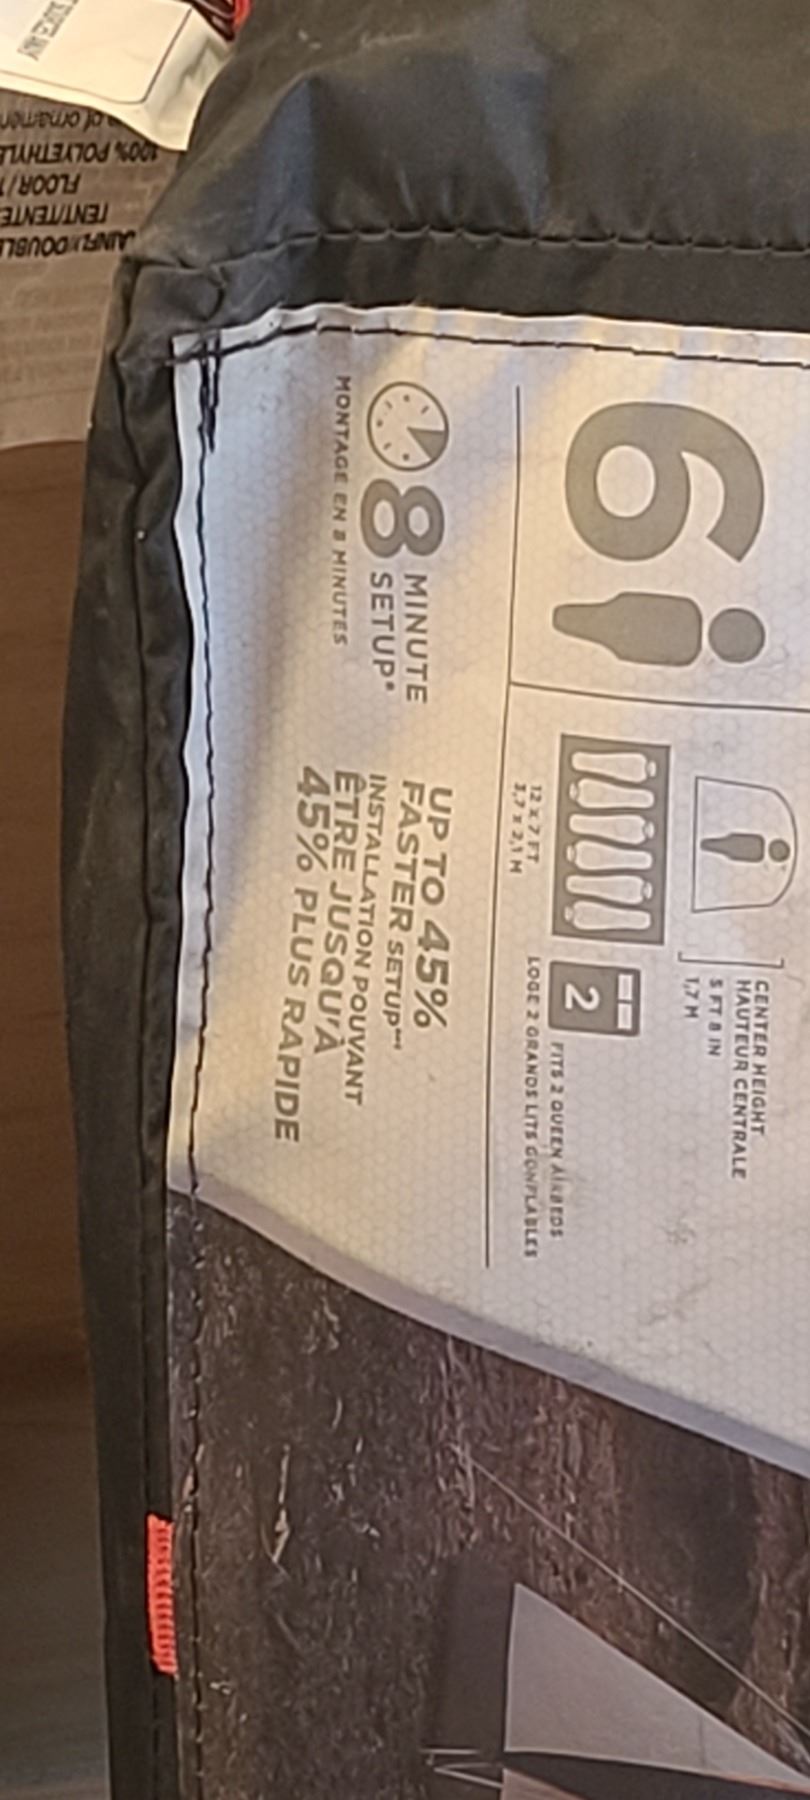 6
CENTER HEIGHT
HAUTEUR CENTRALE
5 FT 8 IN
1,7 M
12 x 7 FT
3,7 x 2,1 M
2
FITS 2 QUEEN AIRBEDS
LOGE 2 GRANDS LITS GONFLABLES
8 MINUTE
SETUP*
MONTAGE EN 8 MINUTES
UP TO 45%
FASTER SETUP***
INSTALLATION POUVANT
ÊTRE JUSQU'À
45% PLUS RAPIDE
of
100%
FLOOR /
TENT/TENTE